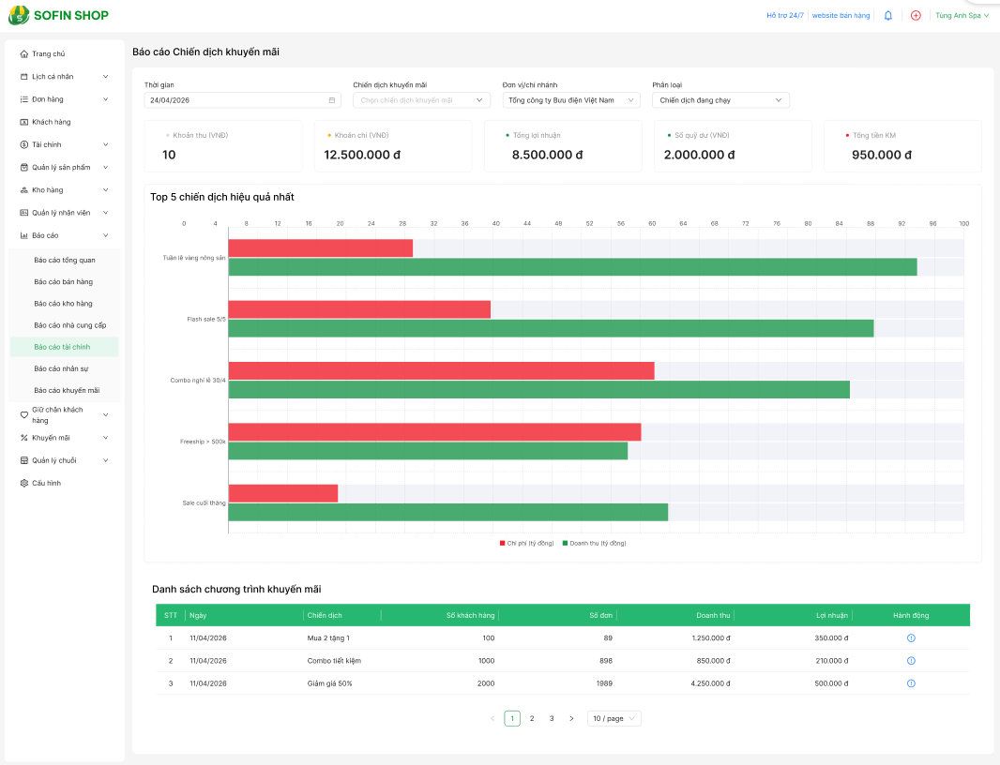 SOFIN SHOP
Hỗ trợ 24/7
website bán hàng
Tùng Anh Spa
Trang chủ
Lịch cá nhân
Đơn hàng
Khách hàng
Tài chính
Quản lý sản phẩm
Kho hàng
Quản lý nhân viên
Báo cáo
Báo cáo tổng quan
Báo cáo bán hàng
Báo cáo kho hàng
Báo cáo nhà cung cấp
Báo cáo tài chính
Báo cáo nhân sự
Báo cáo khuyến mãi
Giữ chân khách
hàng
Khuyến mãi
Quản lý chuỗi
Cấu hình
Báo cáo Chiến dịch khuyến mãi
Thời gian
Chiến dịch khuyến mãi
Đơn vị/chi nhánh
Phân loại
24/04/2026
Chọn chiến dịch khuyến mãi
Tổng công ty Bưu điện Việt Nam
Chiến dịch đang chạy
Khoản thu (VNĐ)
10
Khoản chi (VNĐ)
12.500.000 đ
Tổng lợi nhuận
8.500.000 đ
Số quỹ dư (VNĐ)
2.000.000 đ
Tổng tiền KM
950.000 đ
Top 5 chiến dịch hiệu quả nhất
0 4 8 12 16 20 24 28 32 36 40 44 48 52 56 60 64 68 72 76 80 84 88 92 96 100
Tuần lễ vàng nông sản
Flash sale 5/5
Combo nghỉ lễ 30/4
Freeship > 500k
Sale cuối tháng
Chi phí (tỷ đồng) Doanh thu (tỷ đồng)
Danh sách chương trình khuyến mãi
STT Ngày Chiến dịch Số khách hàng Số đơn Doanh thu Lợi nhuận Hành động
1 11/04/2026 Mua 2 tặng 1 100 89 1.250.000 đ 350.000 đ
2 11/04/2026 Combo tiết kiệm 1000 898 850.000 đ 210.000 đ
3 11/04/2026 Giảm giá 50% 2000 1989 4.250.000 đ 500.000 đ
< 1 2 3 > 10 / page